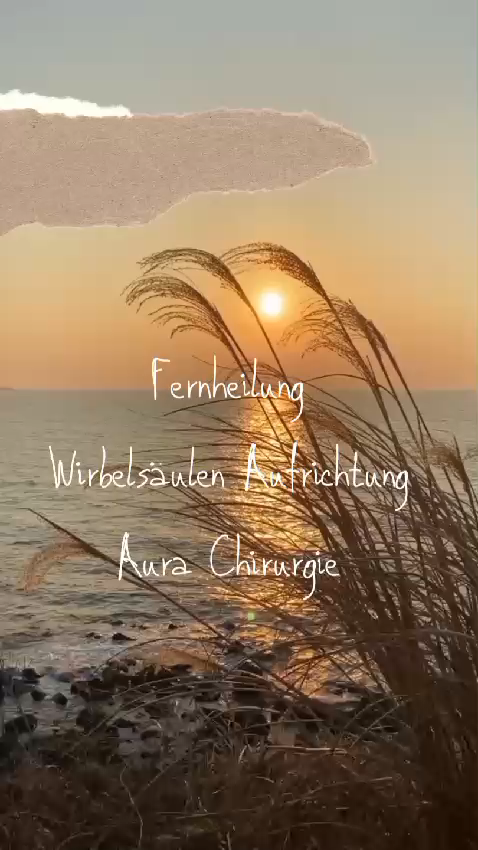 Fernheilung
Wirbelsäulen Aufrichtung
Aura Chirurgie